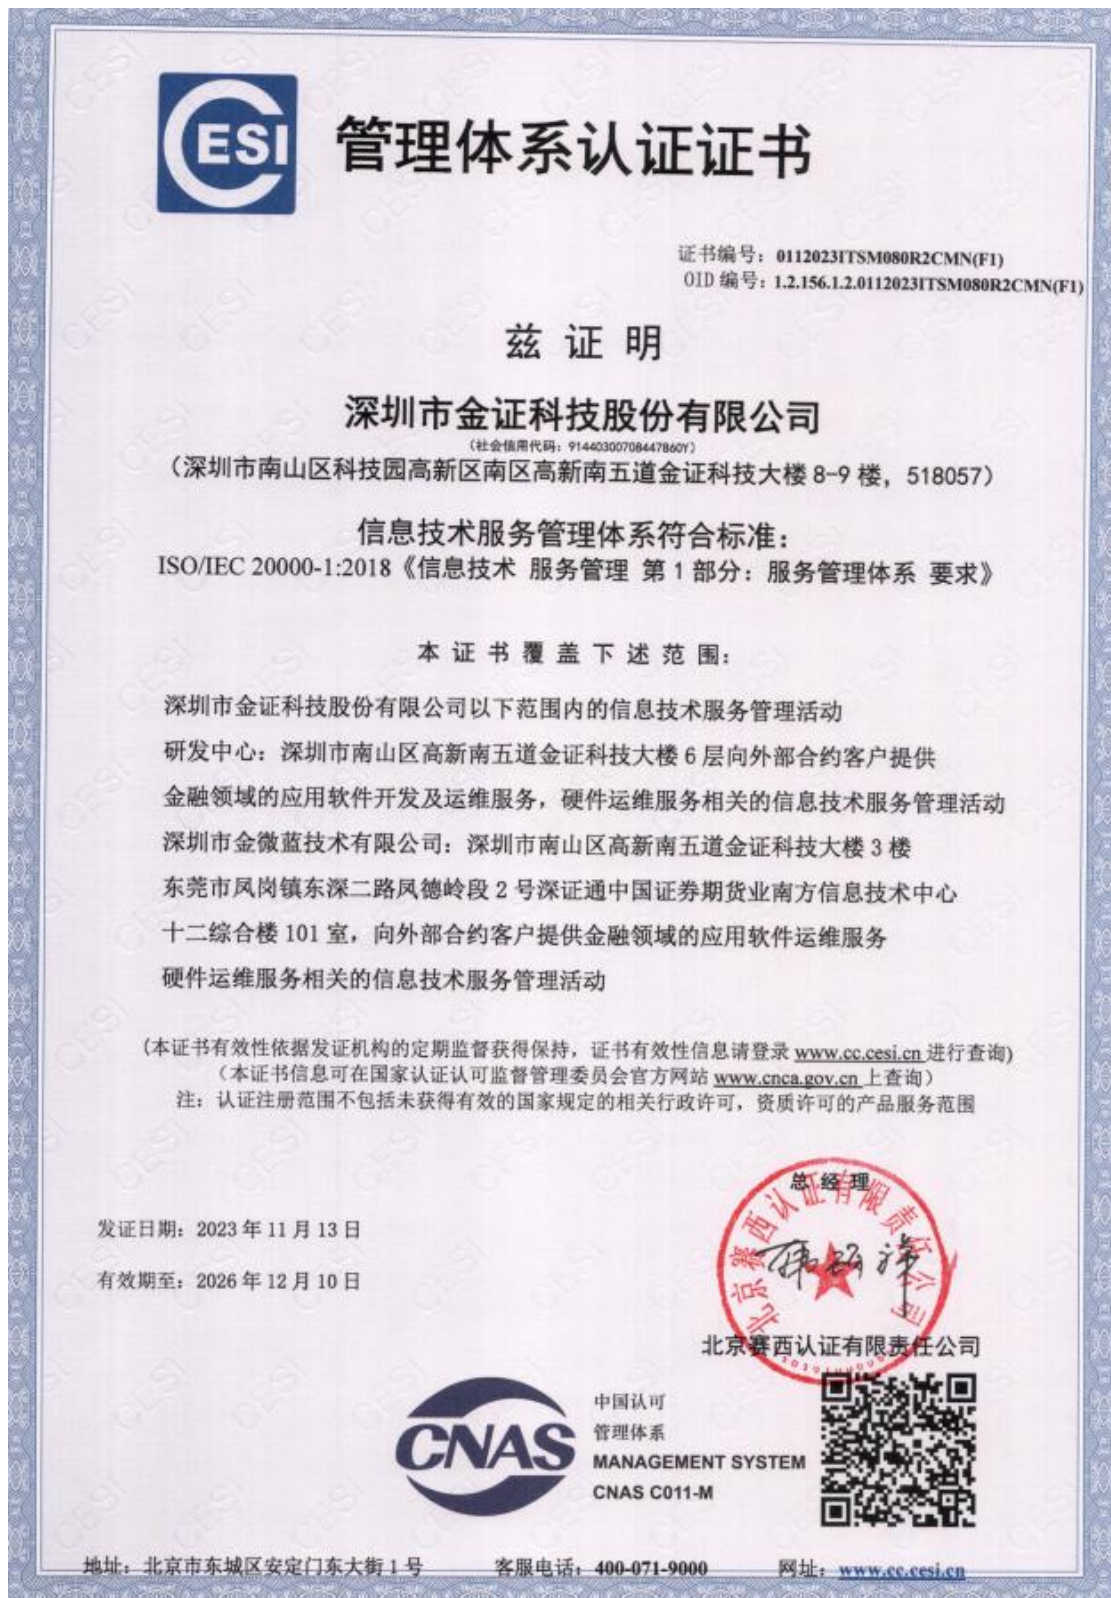 CESI
管理体系认证证书
证书编号：0112023ITSM080R2CMN(F1)
OID 编号：1.2.156.1.2.0112023ITSM080R2CMN(F1)
兹 证 明
深圳市金证科技股份有限公司
（社会信用代码：91440300708447860Y）
（深圳市南山区科技园高新区南区高新南五道金证科技大楼 8-9 楼，518057）
信息技术服务管理体系符合标准：
ISO/IEC 20000-1:2018《信息技术 服务管理 第 1 部分：服务管理体系 要求》
本 证 书 覆 盖 下 述 范 围：
深圳市金证科技股份有限公司以下范围内的信息技术服务管理活动
研发中心：深圳市南山区高新南五道金证科技大楼 6 层向外部合约客户提供
金融领域的应用软件开发及运维服务，硬件运维服务相关的信息技术服务管理活动
深圳市金微蓝技术有限公司：深圳市南山区高新南五道金证科技大楼 3 楼
东莞市凤岗镇东深二路凤德岭段 2 号深证通中国证券期货业南方信息技术中心
十二综合楼 101 室，向外部合约客户提供金融领域的应用软件运维服务
硬件运维服务相关的信息技术服务管理活动
(本证书有效性依据发证机构的定期监督获得保持，证书有效性信息请登录 www.cc.cesi.cn 进行查询)
（本证书信息可在国家认证认可监督管理委员会官方网站 www.cnca.gov.cn 上查询）
注：认证注册范围不包括未获得有效的国家规定的相关行政许可，资质许可的产品服务范围
总 经 理
北京赛西认证有限责任公司
发证日期：2023 年 11 月 13 日
有效期至：2026 年 12 月 10 日
北京赛西认证有限责任公司
CNAS
中国认可
管理体系
MANAGEMENT SYSTEM
CNAS C011-M
地址：北京市东城区安定门东大街 1 号 客服电话：400-071-9000 网址：www.cc.cesi.cn